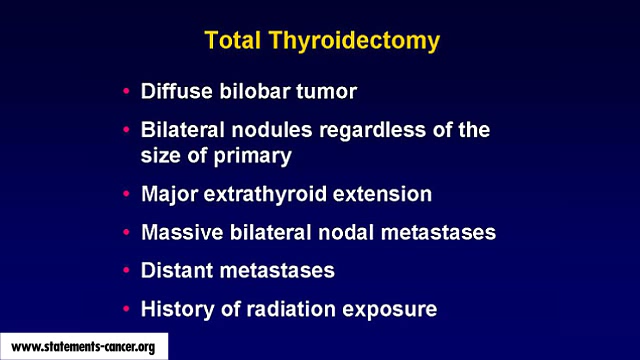 Total Thyroidectomy
• Diffuse bilobar tumor
• Bilateral nodules regardless of the
size of primary
• Major extrathyroid extension
• Massive bilateral nodal metastases
• Distant metastases
• History of radiation exposure
www.statements-cancer.org